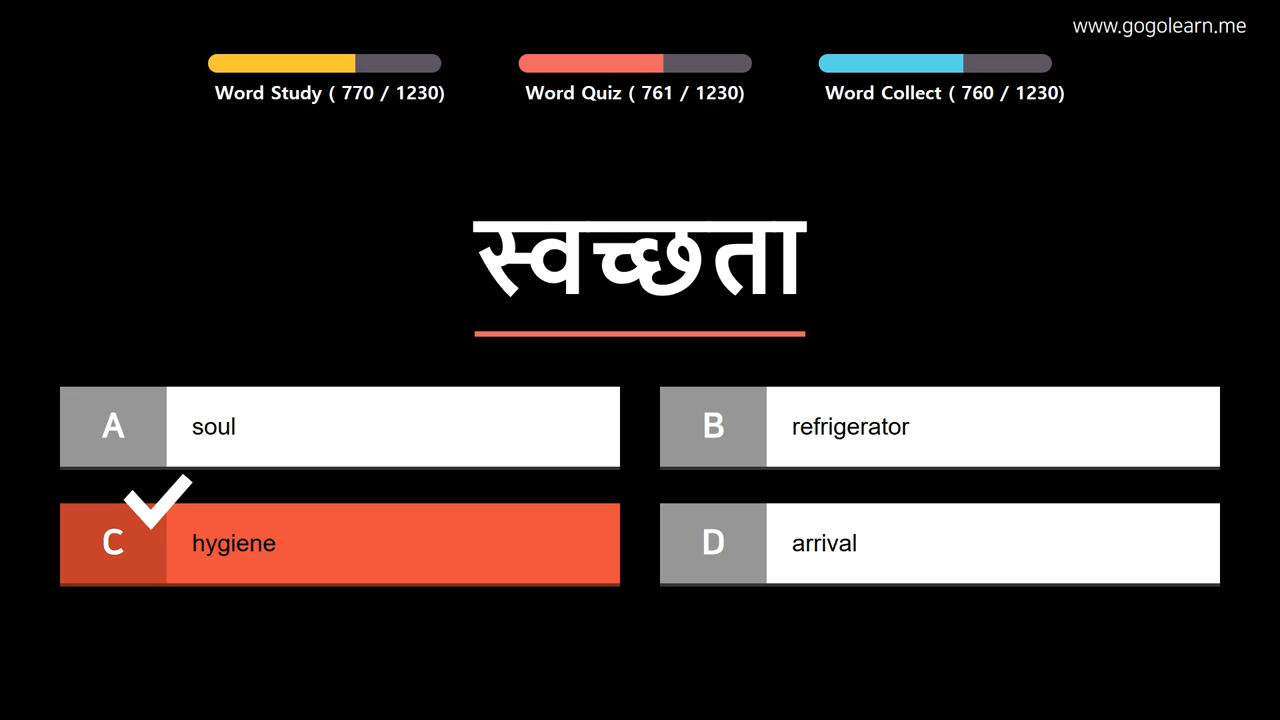 www.gogolearn.me
Word Study ( 770 / 1230)
Word Quiz ( 761 / 1230)
Word Collect ( 760 / 1230)
स्वच्छता
A soul
B refrigerator
C hygiene
D arrival